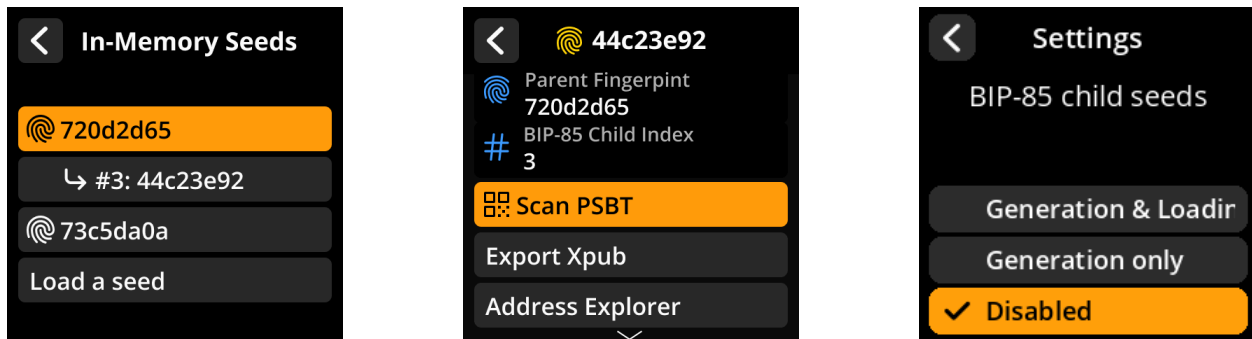 In-Memory Seeds
720d2d65
#3: 44c23e92
73c5da0a
Load a seed
44c23e92
Parent Fingerpint
720d2d65
BIP-85 Child Index
3
Scan PSBT
Export Xpub
Address Explorer
Settings
BIP-85 child seeds
Generation & Loadin
Generation only
Disabled